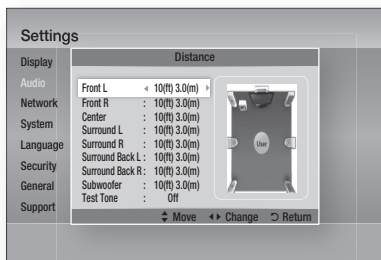 Settings
Display
Audio
Network
System
Language
Security
General
Support
Distance
Front L ◄ 10(ft) 3.0(m) ►
Front R : 10(ft) 3.0(m)
Center : 10(ft) 3.0(m)
Surround L : 10(ft) 3.0(m)
Surround R : 10(ft) 3.0(m)
Surround Back L : 10(ft) 3.0(m)
Surround Back R : 10(ft) 3.0(m)
Subwoofer : 10(ft) 3.0(m)
Test Tone : Off
User
Move Change Return